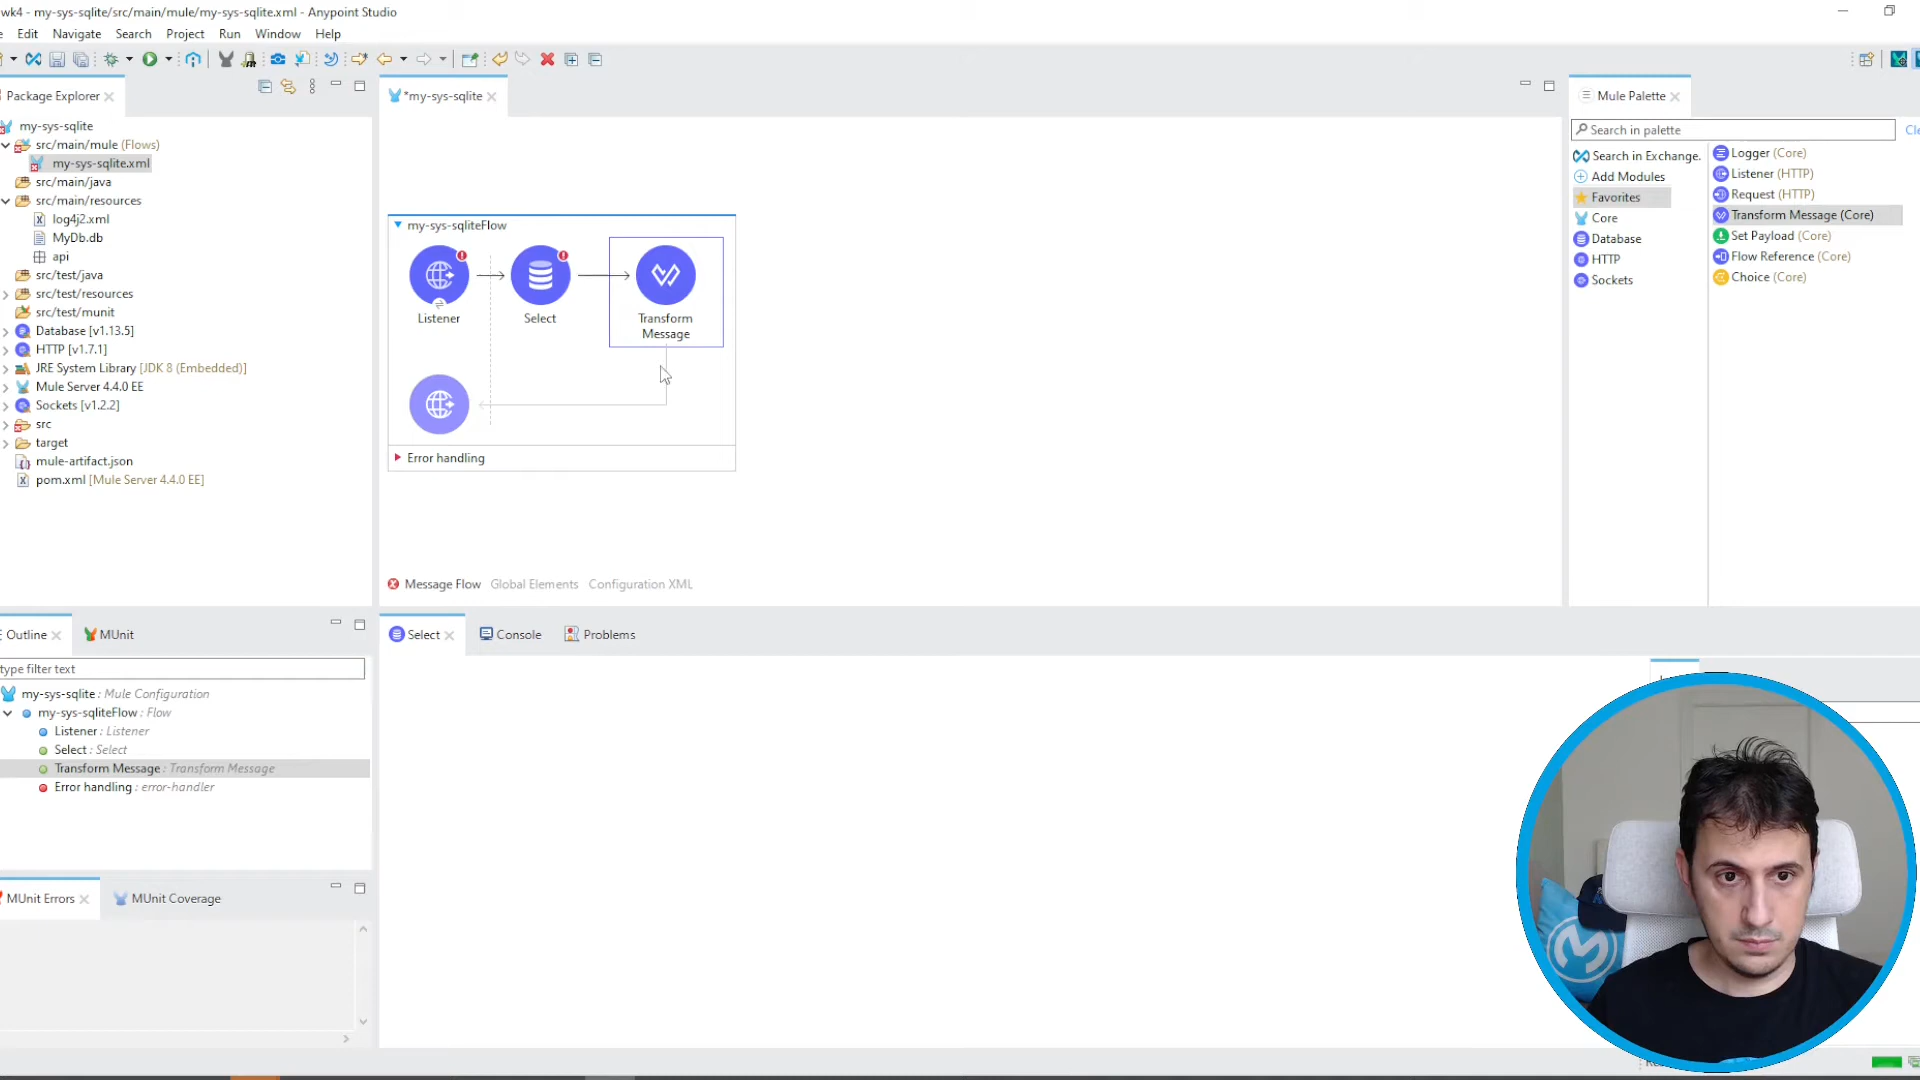 wk4 - my-sys-sqlite/src/main/mule/my-sys-sqlite.xml - Anypoint Studio
Edit Navigate Search Project Run Window Help
Package Explorer
my-sys-sqlite
src/main/mule (Flows)
my-sys-sqlite.xml
src/main/java
src/main/resources
log4j2.xml
MyDb.db
api
src/test/java
src/test/resources
src/test/munit
Database [v1.13.5]
HTTP [v1.7.1]
JRE System Library [JDK 8 (Embedded)]
Mule Server 4.4.0 EE
Sockets [v1.2.2]
src
target
mule-artifact.json
pom.xml [Mule Server 4.4.0 EE]
*my-sys-sqlite
my-sys-sqliteFlow
Listener
Select
Transform
Message
Error handling
Message Flow Global Elements Configuration XML
Mule Palette
Search in palette
Search in Exchange.
Add Modules
Favorites
Core
Database
HTTP
Sockets
Logger (Core)
Listener (HTTP)
Request (HTTP)
Transform Message (Core)
Set Payload (Core)
Flow Reference (Core)
Choice (Core)
Outline
MUnit
type filter text
my-sys-sqlite : Mule Configuration
my-sys-sqliteFlow : Flow
Listener : Listener
Select : Select
Transform Message : Transform Message
Error handling : error-handler
MUnit Errors
MUnit Coverage
Select
Console
Problems